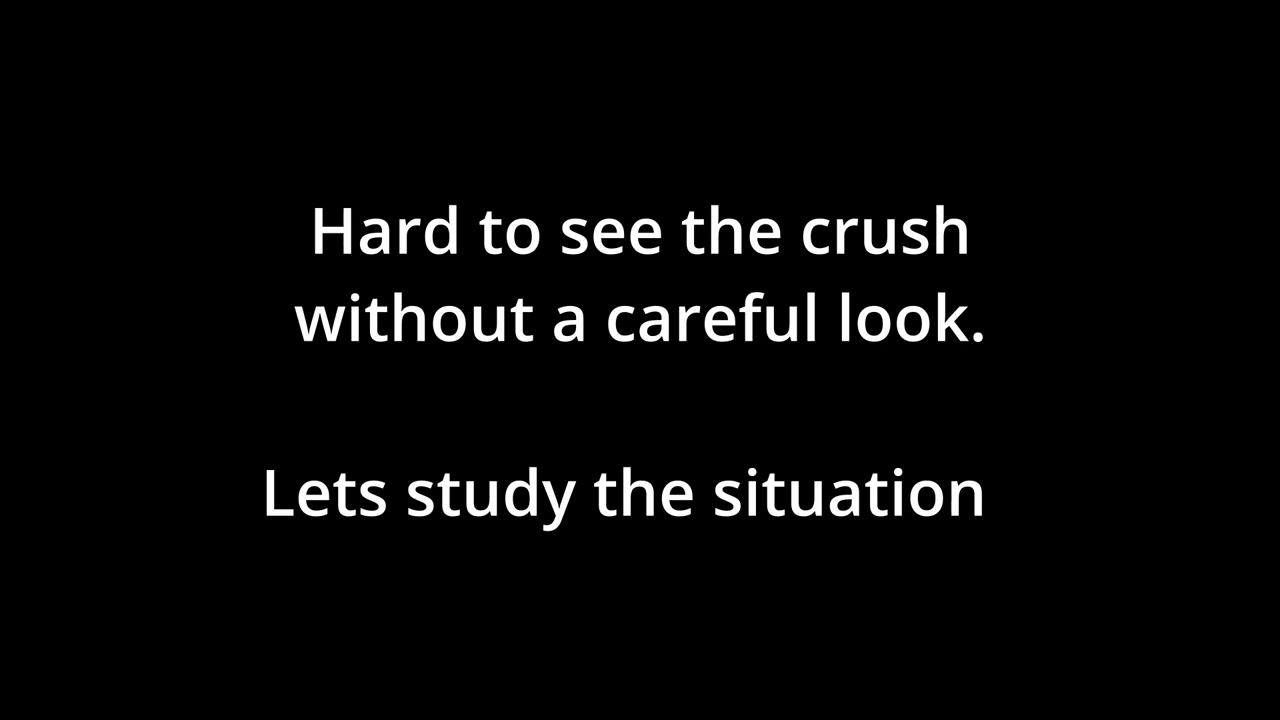 Hard to see the crush
without a careful look.
Lets study the situation